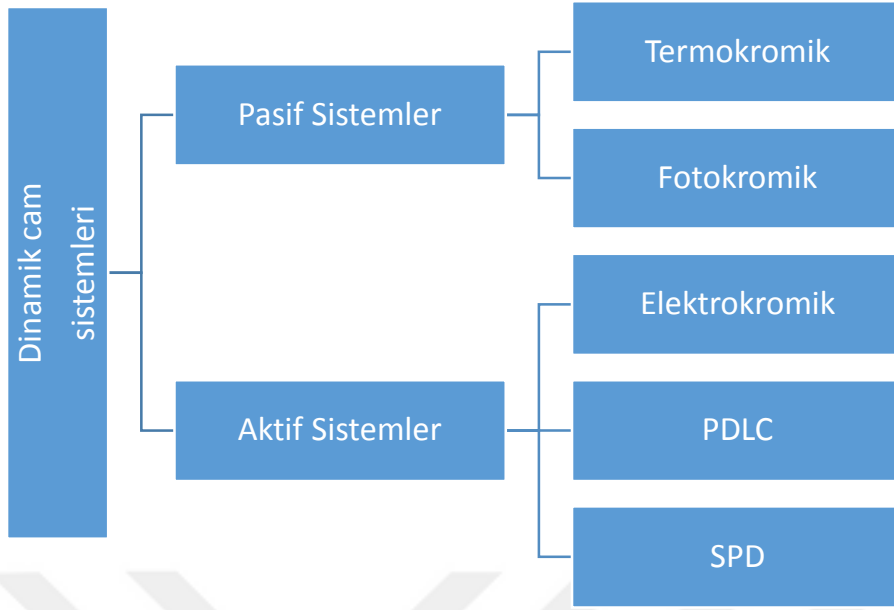 Dinamik cam
sistemleri
Pasif Sistemler
Termokromik
Fotokromik
Aktif Sistemler
Elektrokromik
PDLC
SPD